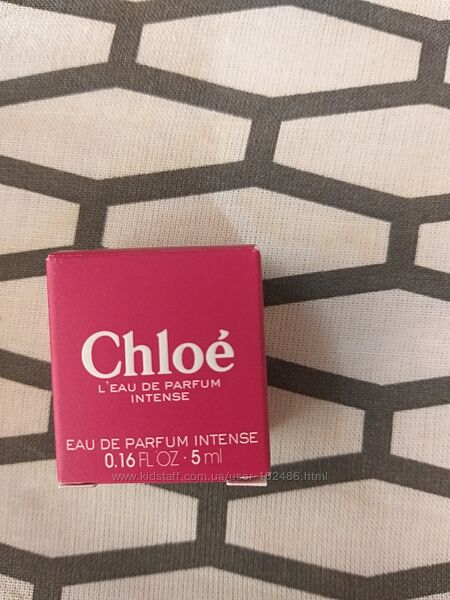 Chloé
L'EAU DE PARFUM
INTENSE
EAU DE PARFUM INTENSE
0.16 FL OZ · 5 ml
www.kidstaff.com.ua/user-102486.html